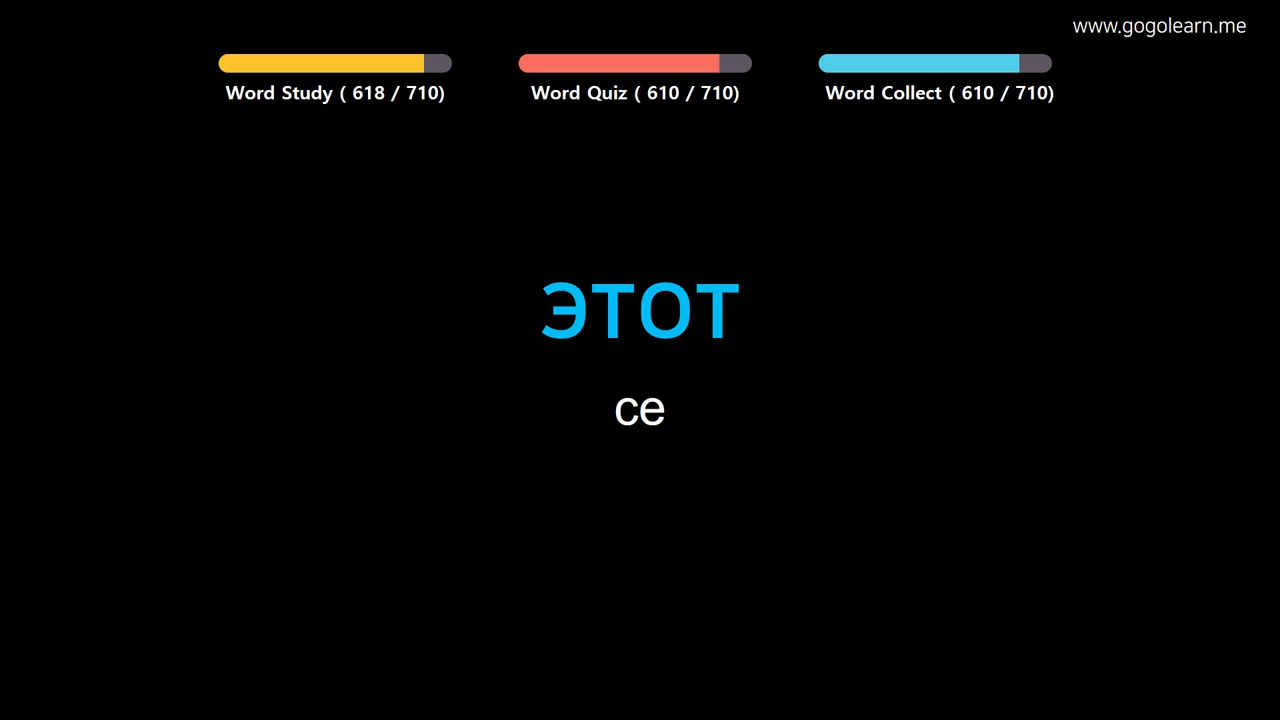 www.gogolearn.me
Word Study ( 618 / 710)
Word Quiz ( 610 / 710)
Word Collect ( 610 / 710)
этот
ce